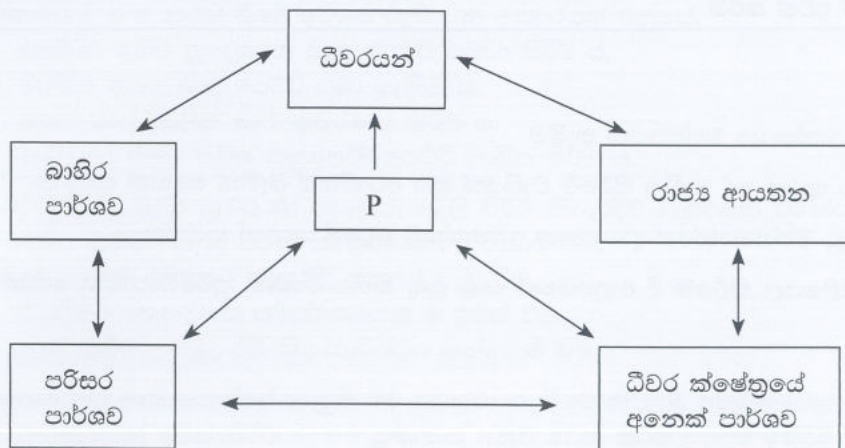 ධීවරයන්
බාහිර
පාර්ශව
P
රාජ්‍ය ආයතන
පරිසර
පාර්ශව
ධීවර ක්ෂේත්‍රයේ
අනෙක් පාර්ශව